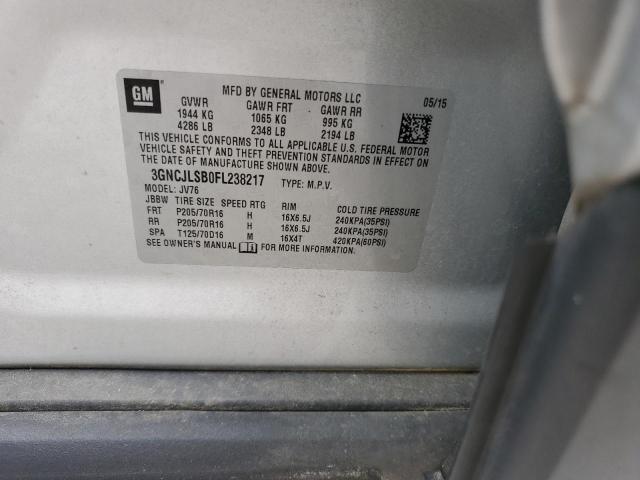 GM
MFD BY GENERAL MOTORS LLC 05/15
GVWR GAWR FRT GAWR RR
1944 KG 1065 KG 995 KG
4286 LB 2348 LB 2194 LB
THIS VEHICLE CONFORMS TO ALL APPLICABLE U.S. FEDERAL MOTOR
VEHICLE SAFETY AND THEFT PREVENTION STANDARDS IN EFFECT
ON THE DATE OF MANUFACTURE SHOWN ABOVE.
3GNCJLSB0FL238217 TYPE: M.P.V.
MODEL: JV76
JBBW TIRE SIZE SPEED RTG RIM COLD TIRE PRESSURE
FRT P205/70R16 H 16X6.5J 240KPA(35PSI)
RR P205/70R16 H 16X6.5J 240KPA(35PSI)
SPA T125/70D16 M 16X4T 420KPA(60PSI)
SEE OWNER'S MANUAL FOR MORE INFORMATION.